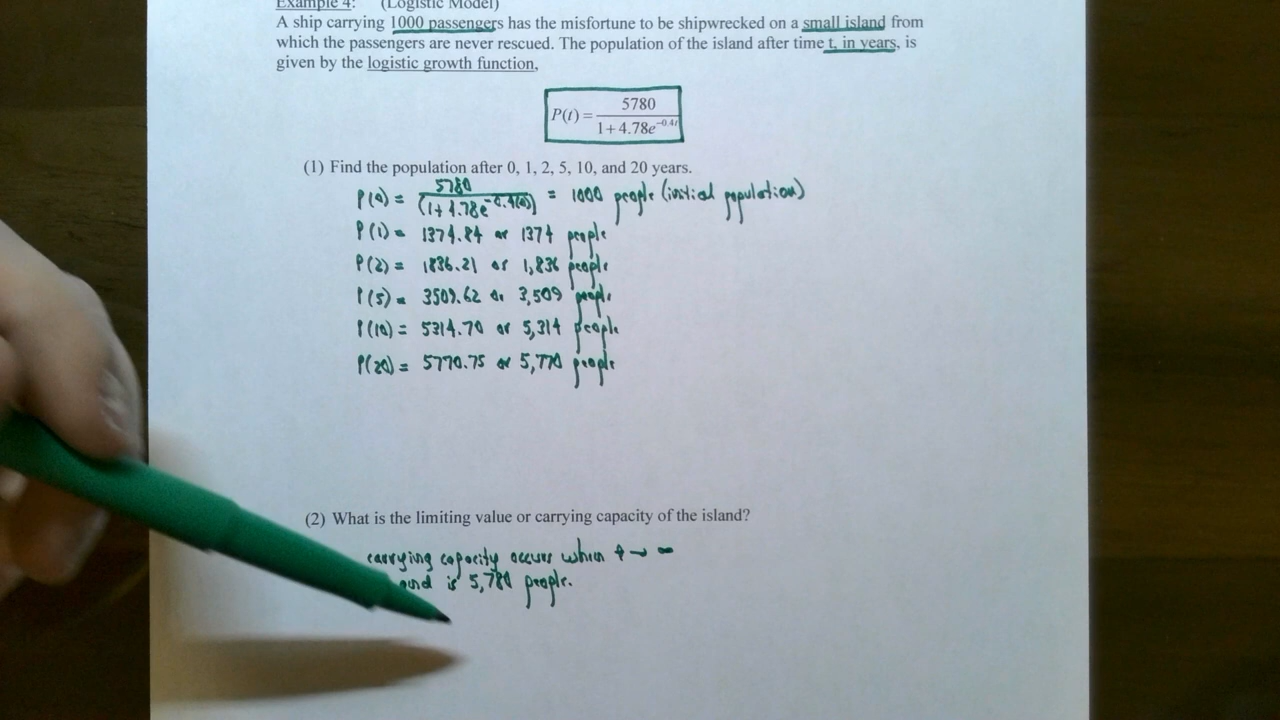 Example 4: (Logistic Model)
A ship carrying 1000 passengers has the misfortune to be shipwrecked on a small island from
which the passengers are never rescued. The population of the island after time t, in years, is
given by the logistic growth function,
P(t) = 5780 / 1 + 4.78e^-0.4t
(1) Find the population after 0, 1, 2, 5, 10, and 20 years.
P(0) = 5780 / (1 + 4.78e^-0.4(0)) = 1000 people (initial population)
P(1) = 1374.84 or 1374 people
P(2) = 1836.21 or 1,836 people
P(5) = 3509.62 or 3,509 people
P(10) = 5314.70 or 5,314 people
P(20) = 5770.75 or 5,770 people
(2) What is the limiting value or carrying capacity of the island?
carrying capacity occurs when t → ∞
and is 5,780 people.